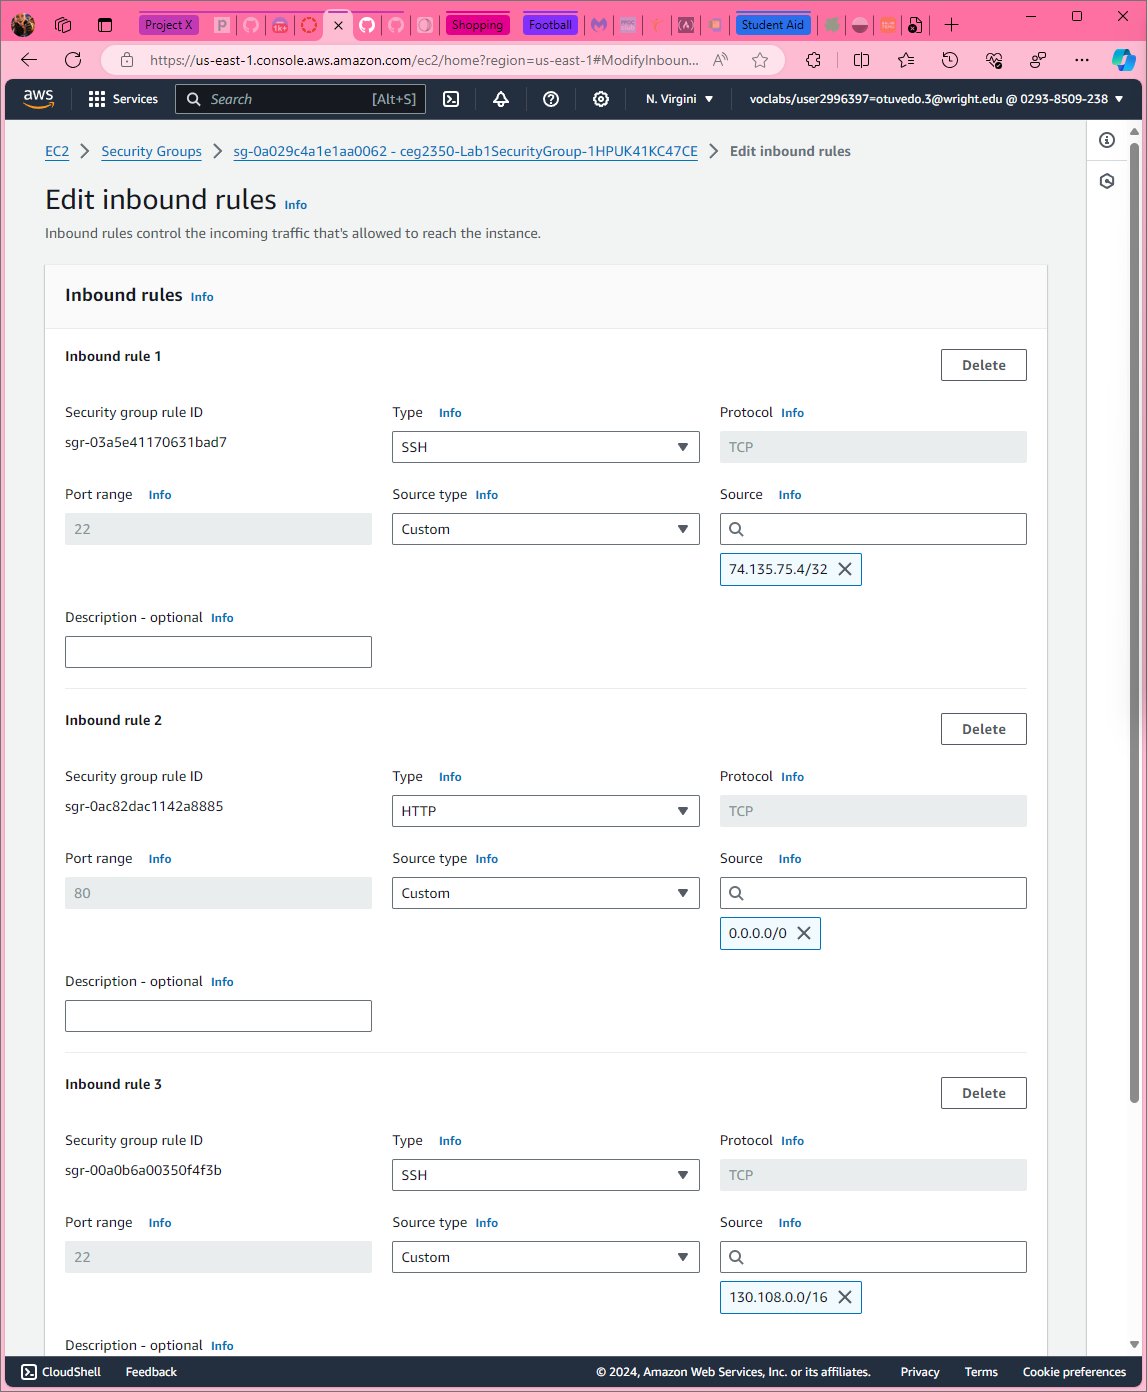 Project X
Shopping
Football
Student Aid
https://us-east-1.console.aws.amazon.com/ec2/home?region=us-east-1#ModifyInboun...
aws Services Search [Alt+S] N. Virgini voclabs/user2996397=otuvedo.3@wright.edu @ 0293-8509-238
EC2 Security Groups sg-0a029c4a1e1aa0062 - ceg2350-Lab1SecurityGroup-1HPUK41KC47CE Edit inbound rules
Edit inbound rules Info
Inbound rules control the incoming traffic that's allowed to reach the instance.
Inbound rules Info
Inbound rule 1 Delete
Security group rule ID Type Info Protocol Info
sgr-03a5e41170631bad7 SSH TCP
Port range Info Source type Info Source Info
22 Custom
74.135.75.4/32
Description - optional Info
Inbound rule 2 Delete
Security group rule ID Type Info Protocol Info
sgr-0ac82dac1142a8885 HTTP TCP
Port range Info Source type Info Source Info
80 Custom
0.0.0.0/0
Description - optional Info
Inbound rule 3 Delete
Security group rule ID Type Info Protocol Info
sgr-00a0b6a00350f4f3b SSH TCP
Port range Info Source type Info Source Info
22 Custom
130.108.0.0/16
Description - optional Info
CloudShell Feedback © 2024, Amazon Web Services, Inc. or its affiliates. Privacy Terms Cookie preferences